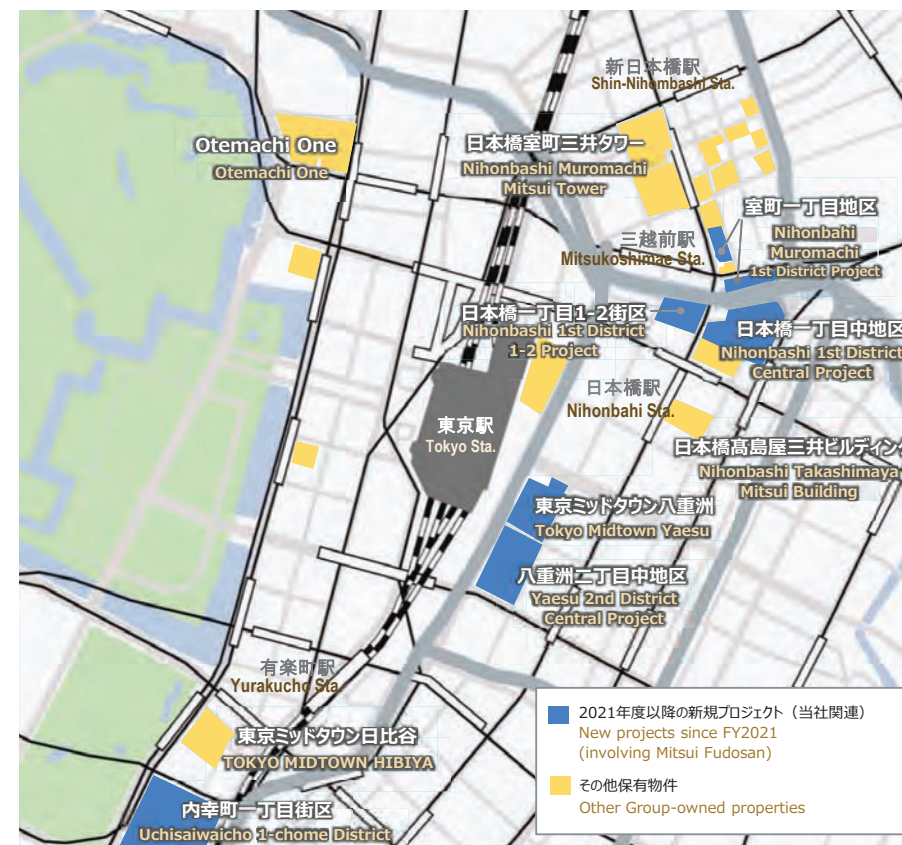 新日本橋駅
Shin-Nihombashi Sta.
Otemachi One
Otemachi One
日本橋室町三井タワー
Nihonbashi Muromachi
Mitsui Tower
室町一丁目地区
Nihonbahi
Muromachi
1st District Project
三越前駅
Mitsukoshimae Sta.
日本橋一丁目1-2街区
Nihonbashi 1st District
1-2 Project
日本橋一丁目中地区
Nihonbashi 1st District
Central Project
日本橋駅
Nihonbahi Sta.
東京駅
Tokyo Sta.
日本橋髙島屋三井ビルディング
Nihonbashi Takashimaya
Mitsui Building
東京ミッドタウン八重洲
Tokyo Midtown Yaesu
八重洲二丁目中地区
Yaesu 2nd District
Central Project
有楽町駅
Yurakucho Sta.
東京ミッドタウン日比谷
TOKYO MIDTOWN HIBIYA
内幸町一丁目街区
Uchisaiwaicho 1-chome District
2021年度以降の新規プロジェクト（当社関連）
New projects since FY2021
(involving Mitsui Fudosan)
その他保有物件
Other Group-owned properties